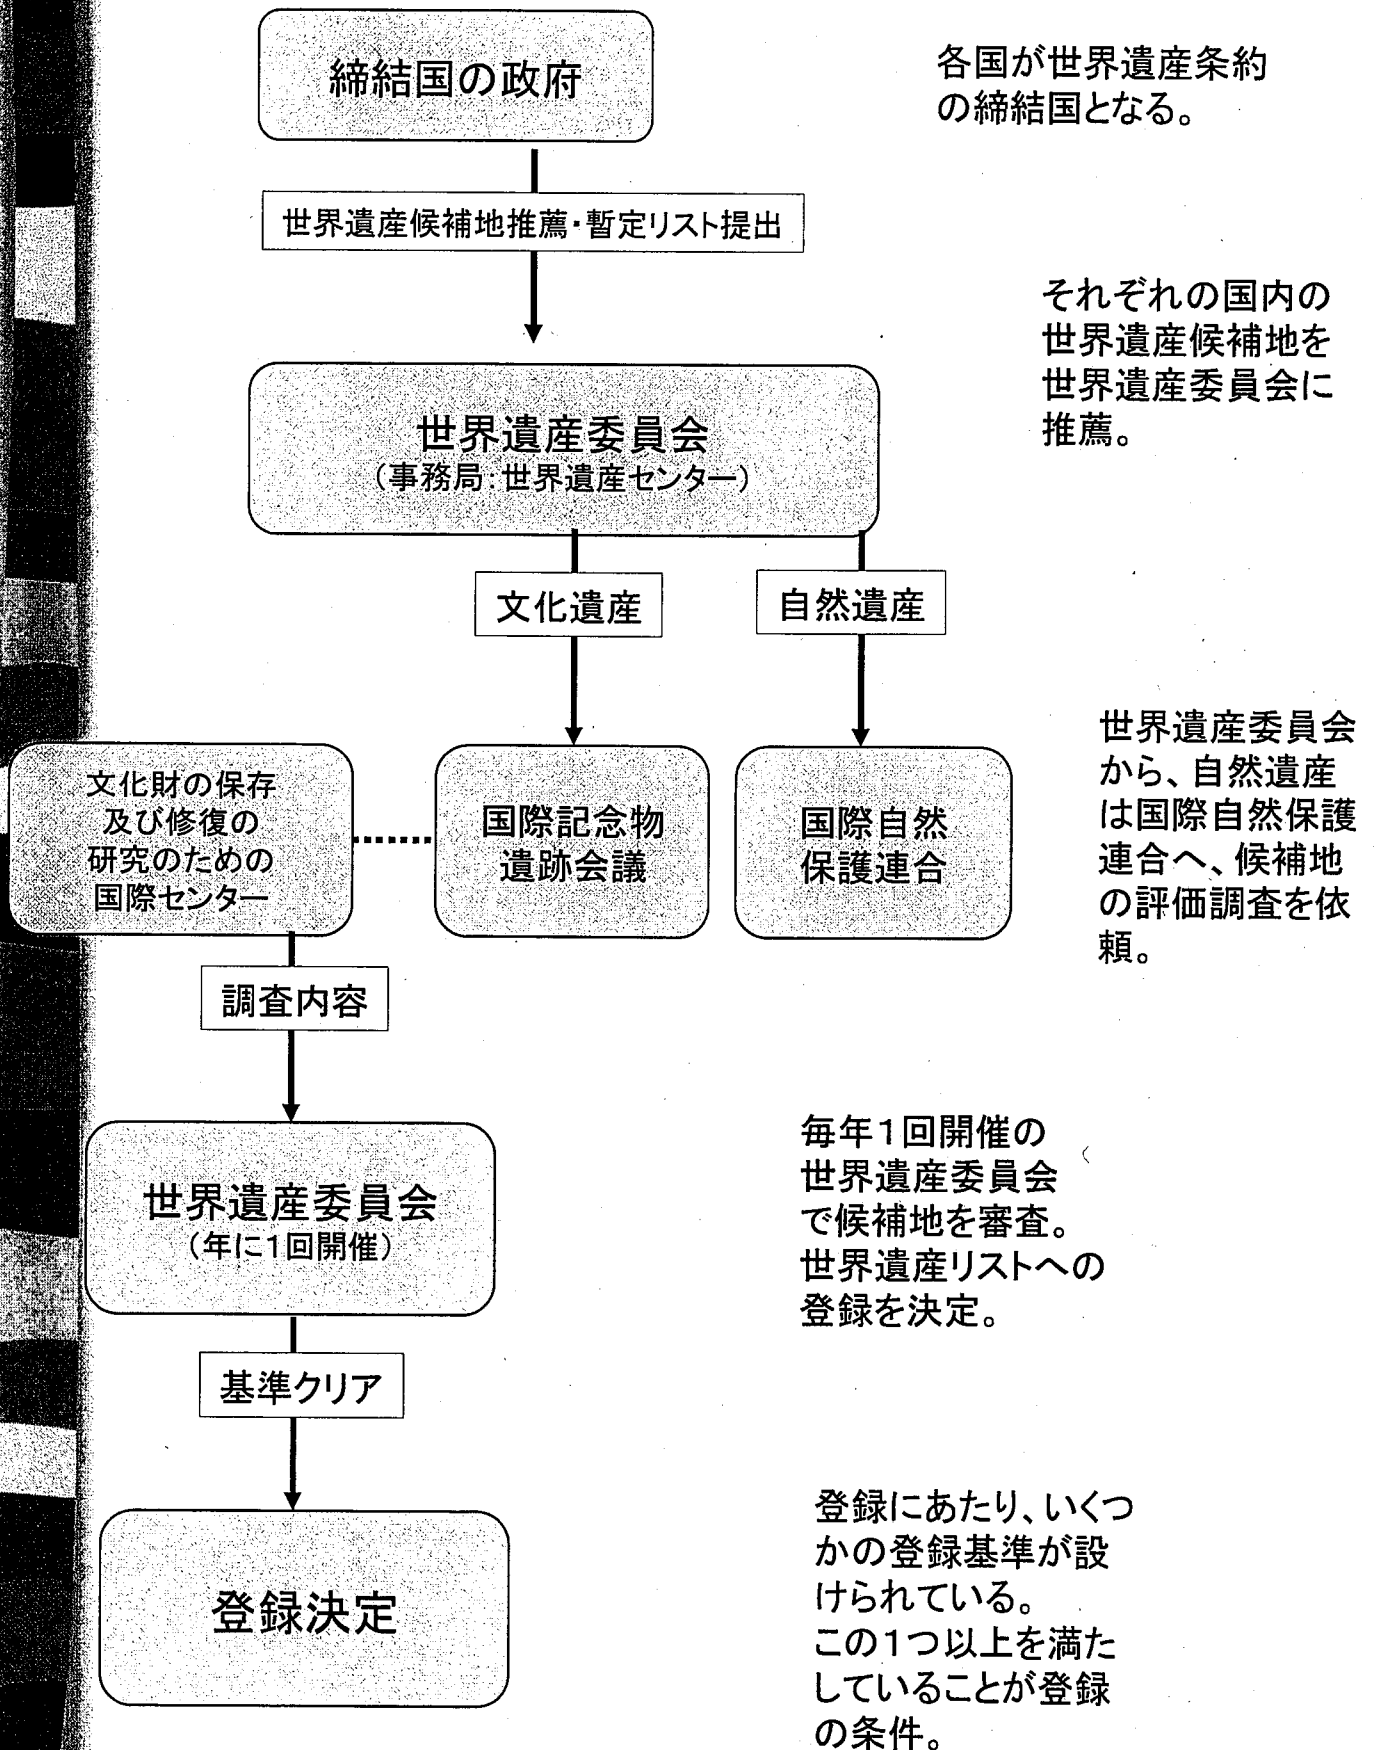 締結国の政府
各国が世界遺産条約
の締結国となる。
世界遺産候補地推薦・暫定リスト提出
それぞれの国内の
世界遺産候補地を
世界遺産委員会に
推薦。
世界遺産委員会
（事務局：世界遺産センター）
文化遺産
自然遺産
文化財の保存
及び修復の
研究のための
国際センター
国際記念物
遺跡会議
国際自然
保護連合
世界遺産委員会
から、自然遺産
は国際自然保護
連合へ、候補地
の評価調査を依
頼。
調査内容
世界遺産委員会
（年に１回開催）
毎年１回開催の
世界遺産委員会
で候補地を審査。
世界遺産リストへの
登録を決定。
基準クリア
登録決定
登録にあたり、いくつ
かの登録基準が設
けられている。
この１つ以上を満た
していることが登録
の条件。